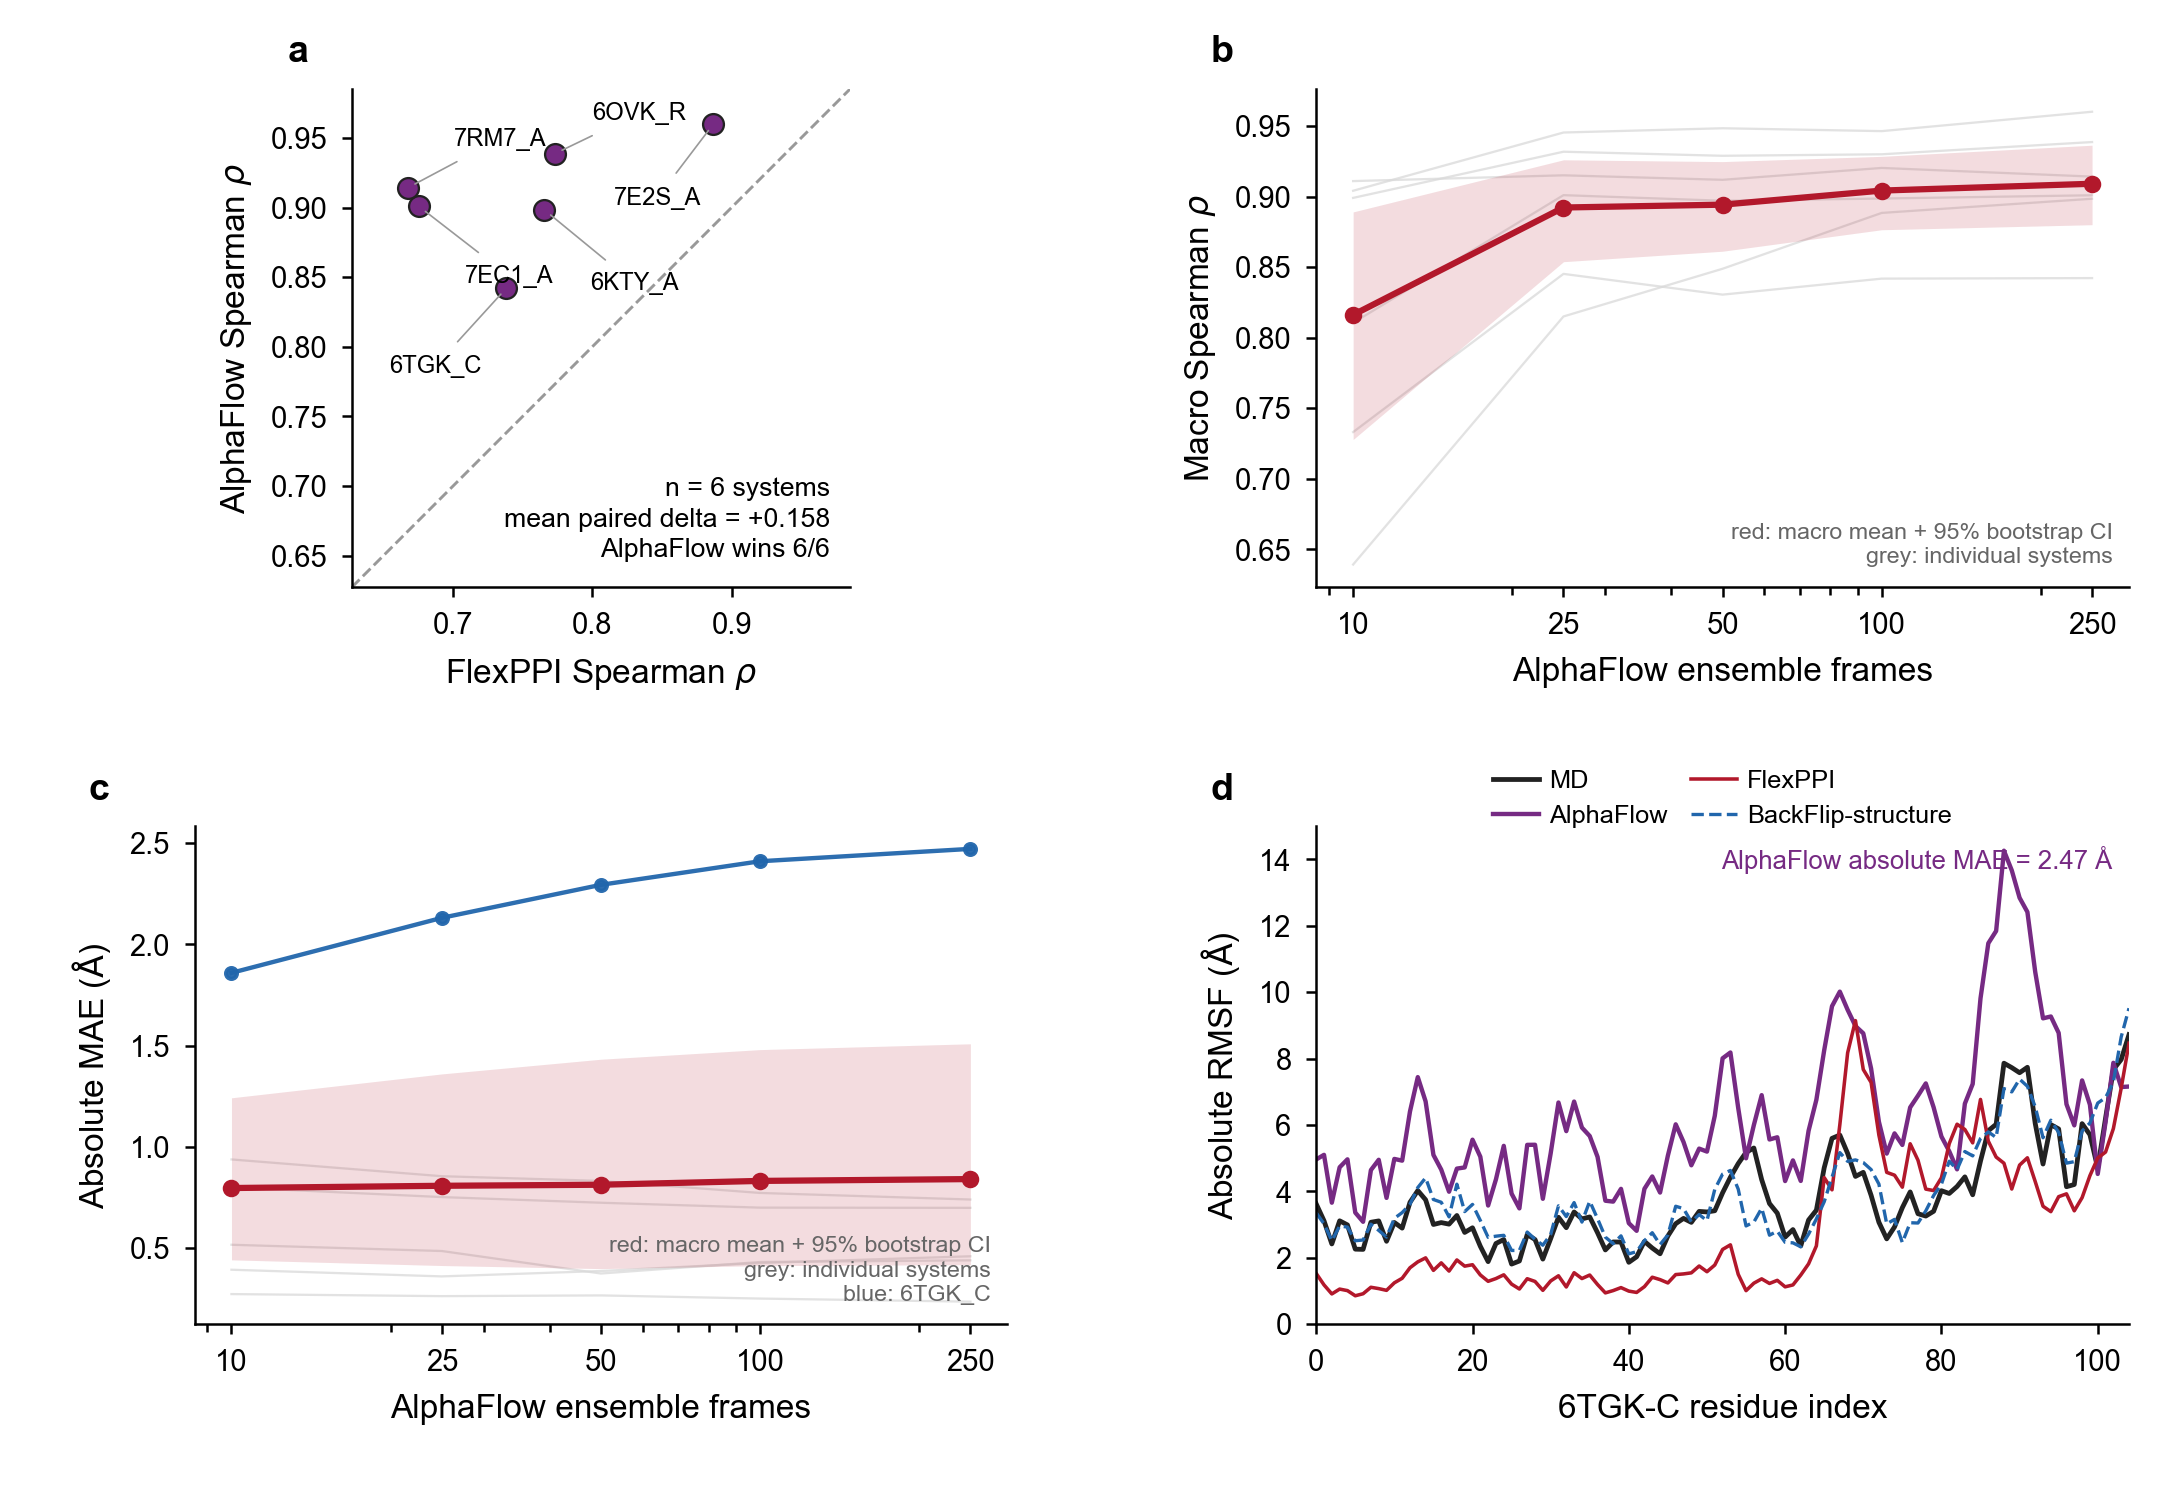 a
AlphaFlow Spearman ρ
0.95
0.90
0.85
0.80
0.75
0.70
0.65
7RM7_A
6OVK_R
7E2S_A
7EC1_A
6KTY_A
6TGK_C
n = 6 systems
mean paired delta = +0.158
AlphaFlow wins 6/6
0.7
0.8
0.9
FlexPPI Spearman ρ
b
Macro Spearman ρ
0.95
0.90
0.85
0.80
0.75
0.70
0.65
red: macro mean + 95% bootstrap CI
grey: individual systems
10
25
50
100
250
AlphaFlow ensemble frames
c
Absolute MAE (Å)
2.5
2.0
1.5
1.0
0.5
red: macro mean + 95% bootstrap CI
grey: individual systems
blue: 6TGK_C
10
25
50
100
250
AlphaFlow ensemble frames
d
MD
FlexPPI
AlphaFlow
BackFlip-structure
AlphaFlow absolute MAE = 2.47 Å
Absolute RMSF (Å)
14
12
10
8
6
4
2
0
0
20
40
60
80
100
6TGK-C residue index